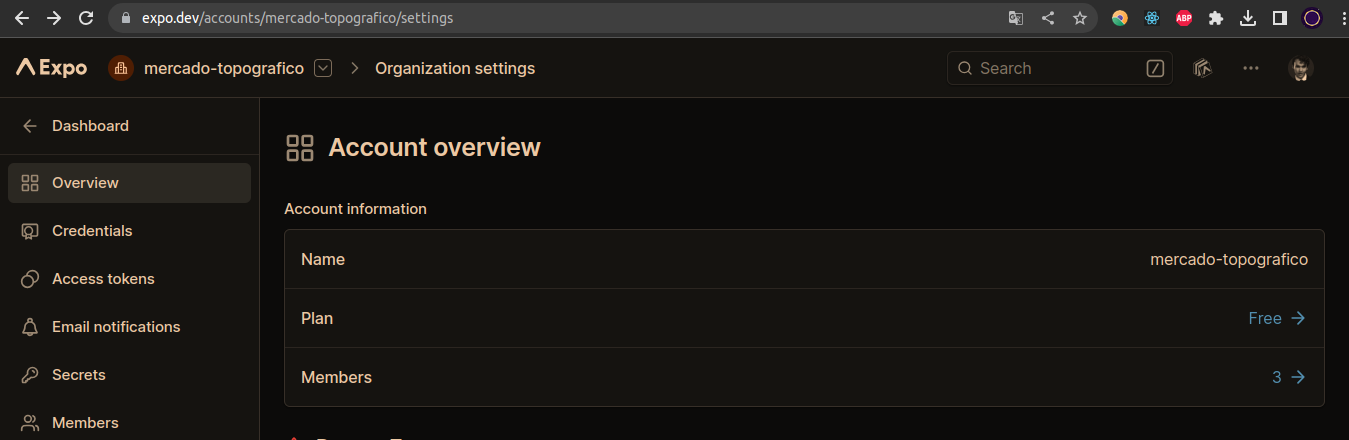 expo.dev/accounts/mercado-topografico/settings
ABP
Expo mercado-topografico Organization settings Search /
Dashboard
Overview
Credentials
Access tokens
Email notifications
Secrets
Members
Account overview
Account information
Name mercado-topografico
Plan Free
Members 3